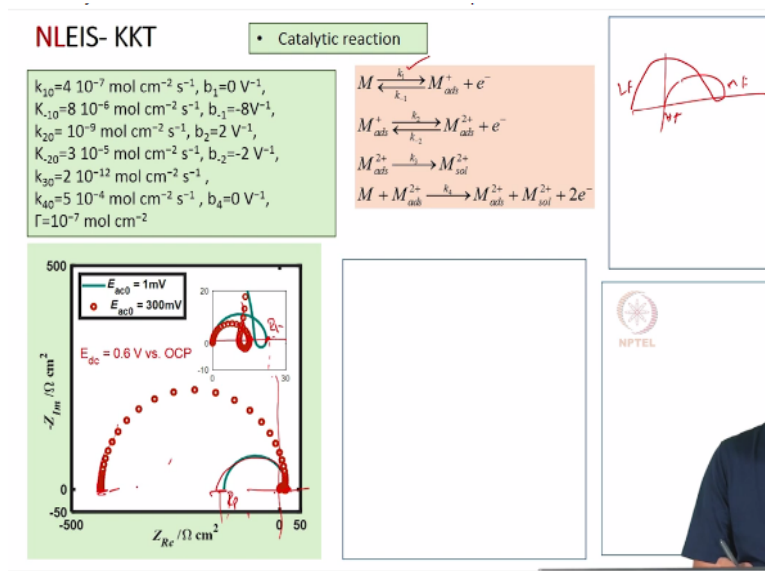 NLEIS- KKT
• Catalytic reaction
k₁₀=4 10⁻⁷ mol cm⁻² s⁻¹, b₁=0 V⁻¹,
K₋₁₀=8 10⁻⁶ mol cm⁻² s⁻¹, b₋₁=-8V⁻¹,
k₂₀= 10⁻⁹ mol cm⁻² s⁻¹, b₂=2 V⁻¹,
K₋₂₀=3 10⁻⁵ mol cm⁻² s⁻¹, b₋₂=-2 V⁻¹,
k₃₀=2 10⁻¹² mol cm⁻² s⁻¹ ,
k₄₀=5 10⁻⁴ mol cm⁻² s⁻¹ , b₄=0 V⁻¹,
Γ=10⁻⁷ mol cm⁻²
k₁
M ⇌ M⁺ads + e⁻
k₋₁
k₂
M⁺ads ⇌ M²⁺ads + e⁻
k₋₂
k₃
M²⁺ads → M²⁺sol
k₄
M + M²⁺ads → M²⁺ads + M²⁺sol + 2e⁻
LF
HF
500
Eac0 = 1mV
Eac0 = 300mV
20
0
-10
0
30
Edc = 0.6 V vs. OCP
-ZIm/Ω cm²
0
-50
-500
0
50
Rp
ZRe /Ω cm²
NPTEL